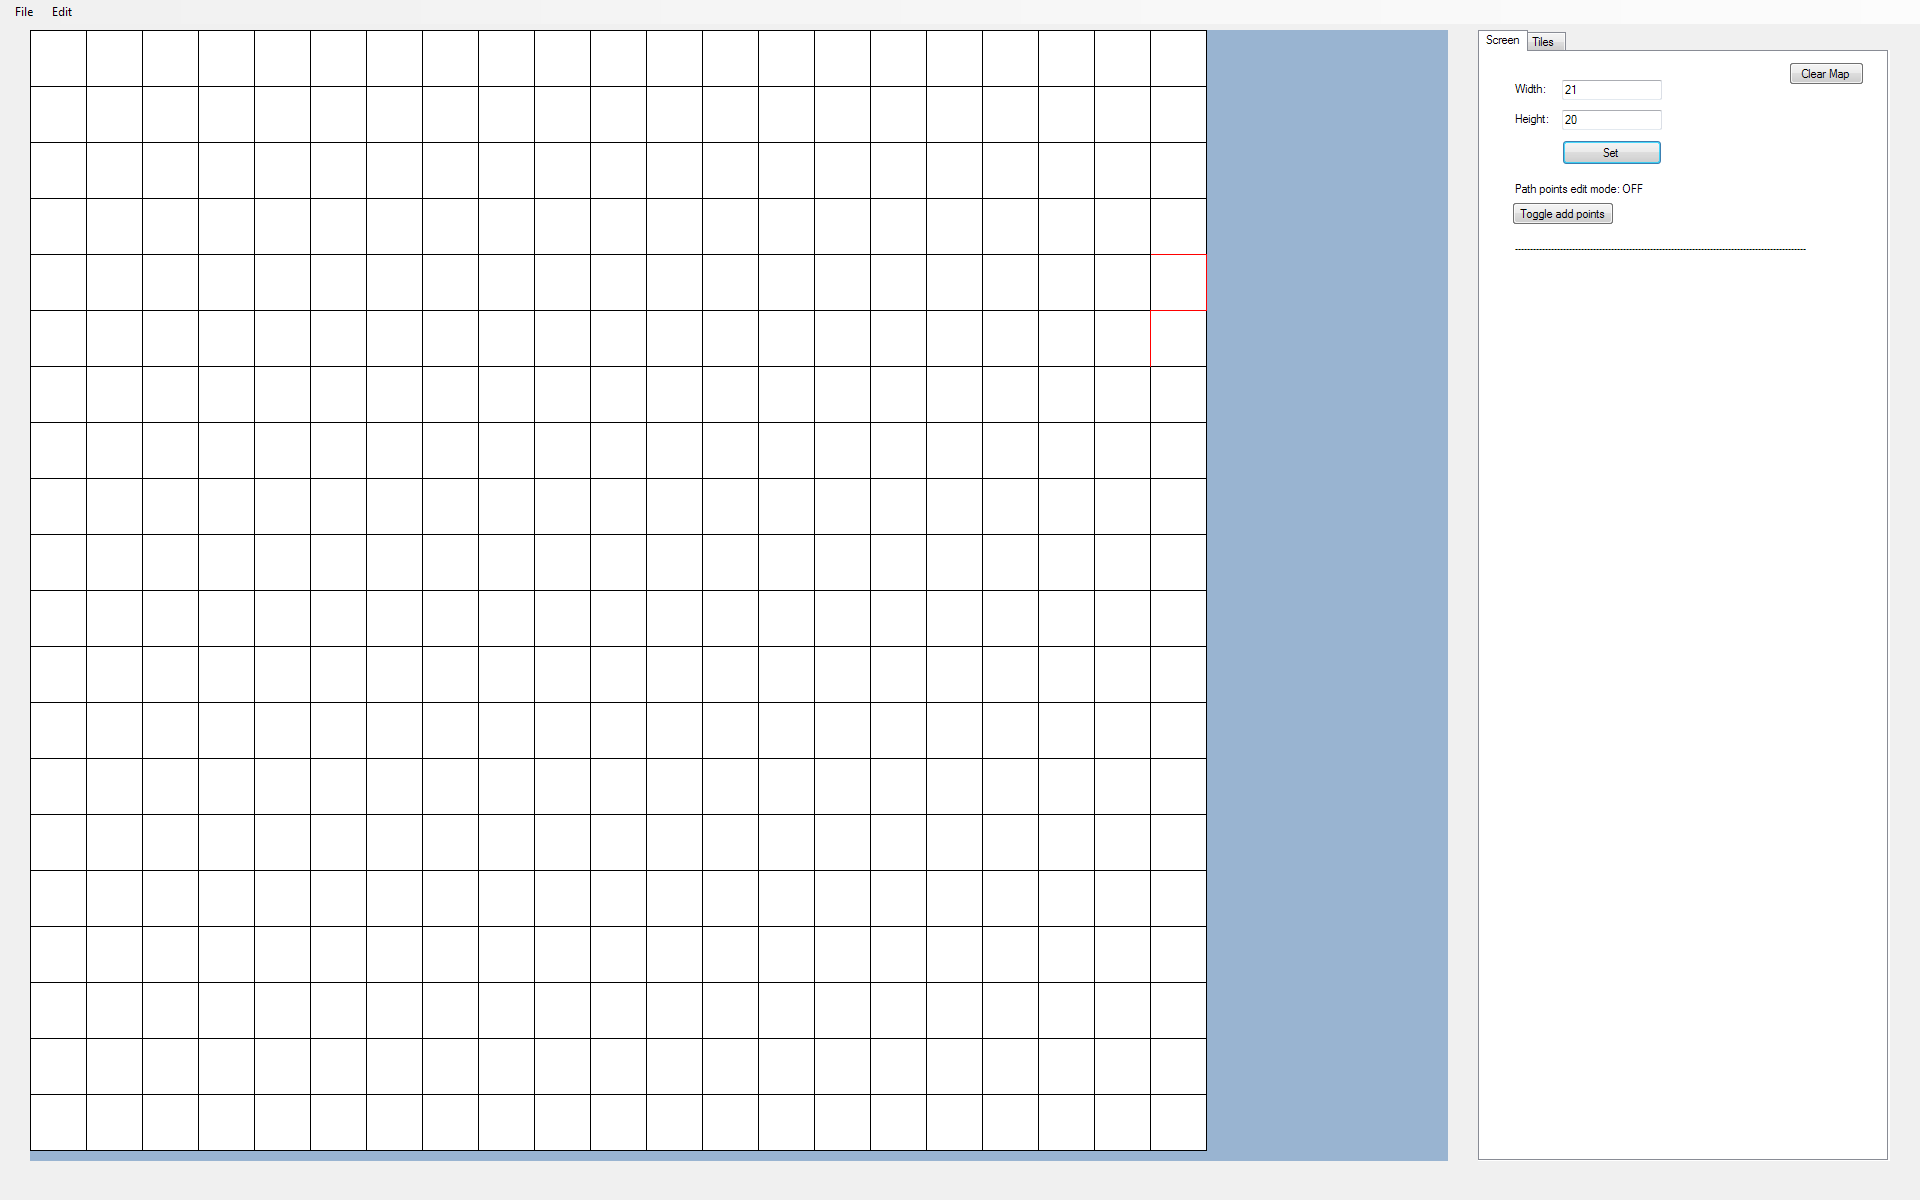 File Edit
Screen Tiles
Clear Map
Width: 21
Height: 20
Set
Path points edit mode: OFF
Toggle add points